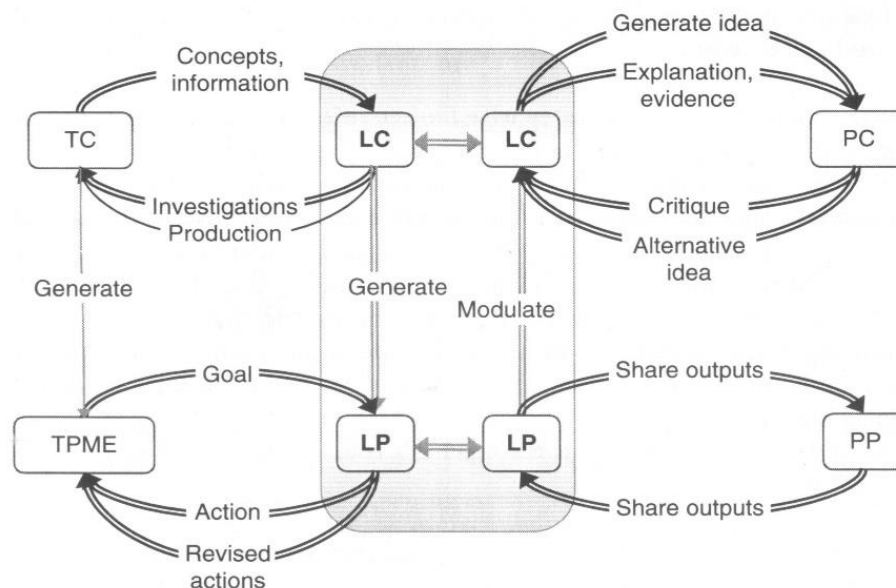 Generate idea
Concepts,
information
Explanation,
evidence
TC
LC
LC
PC
Investigations
Production
Critique
Alternative
idea
Generate
Generate
Modulate
Goal
Share outputs
TPME
LP
LP
PP
Action
Share outputs
Revised
actions